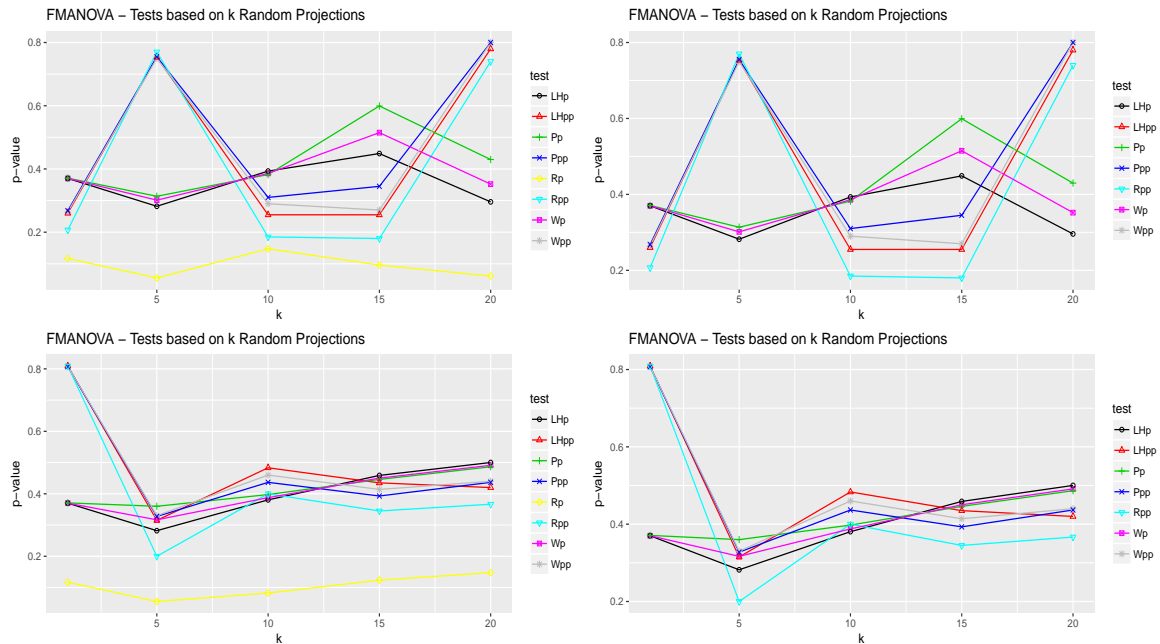 FMANOVA − Tests based on k Random Projections
0.8
0.6
0.4
0.2
p−value
5
10
15
20
k
test
LHp
LHpp
Pp
Ppp
Rp
Rpp
Wp
Wpp
FMANOVA − Tests based on k Random Projections
0.8
0.6
0.4
0.2
p−value
5
10
15
20
k
test
LHp
LHpp
Pp
Ppp
Rpp
Wp
Wpp
FMANOVA − Tests based on k Random Projections
0.8
0.6
0.4
0.2
p−value
5
10
15
20
k
test
LHp
LHpp
Pp
Ppp
Rp
Rpp
Wp
Wpp
FMANOVA − Tests based on k Random Projections
0.8
0.6
0.4
0.2
p−value
5
10
15
20
k
test
LHp
LHpp
Pp
Ppp
Rpp
Wp
Wpp